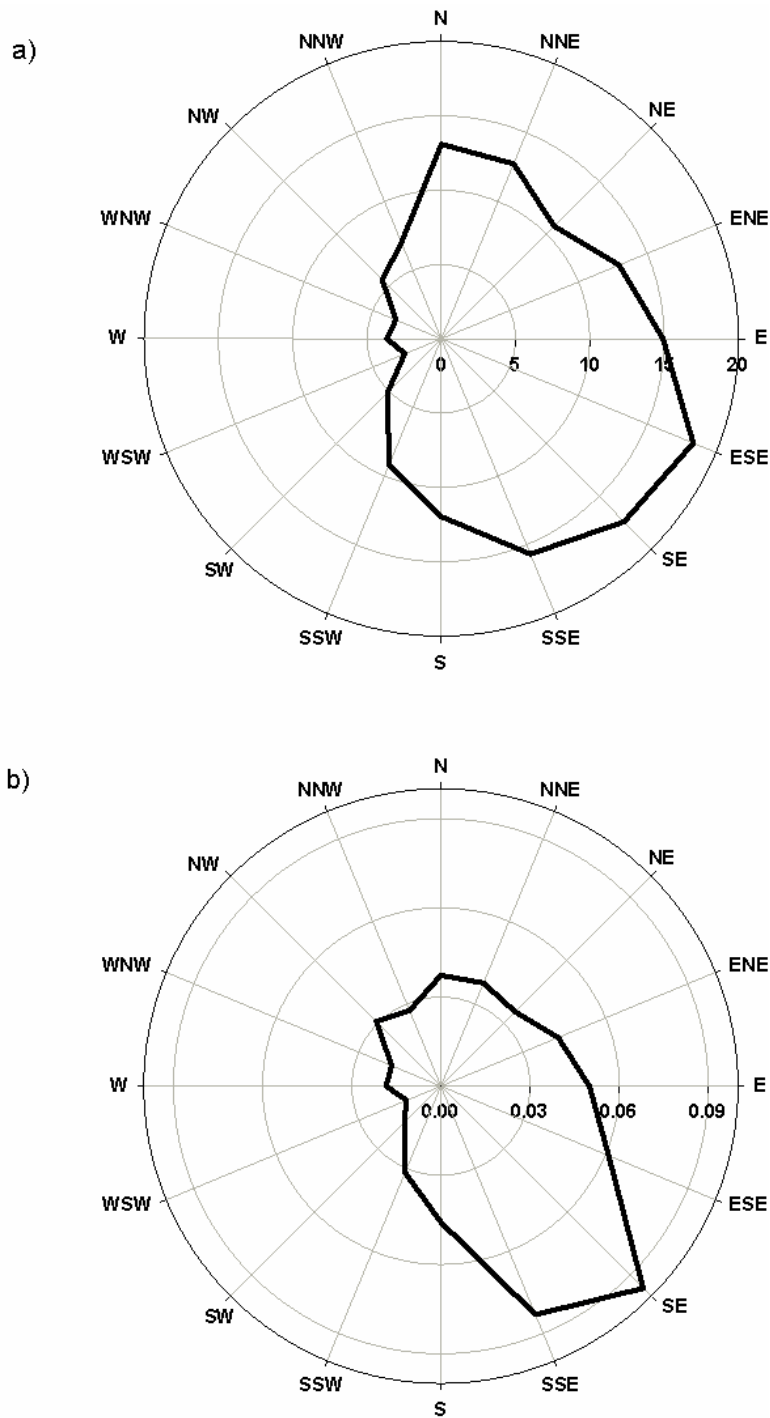 a)
N
NNW NNE
NW NE
WNW ENE
W E
0 5 10 15 20
WSW ESE
SW SE
SSW SSE
S
b)
N
NNW NNE
NW NE
WNW ENE
W E
0.00 0.03 0.06 0.09
WSW ESE
SW SE
SSW SSE
S